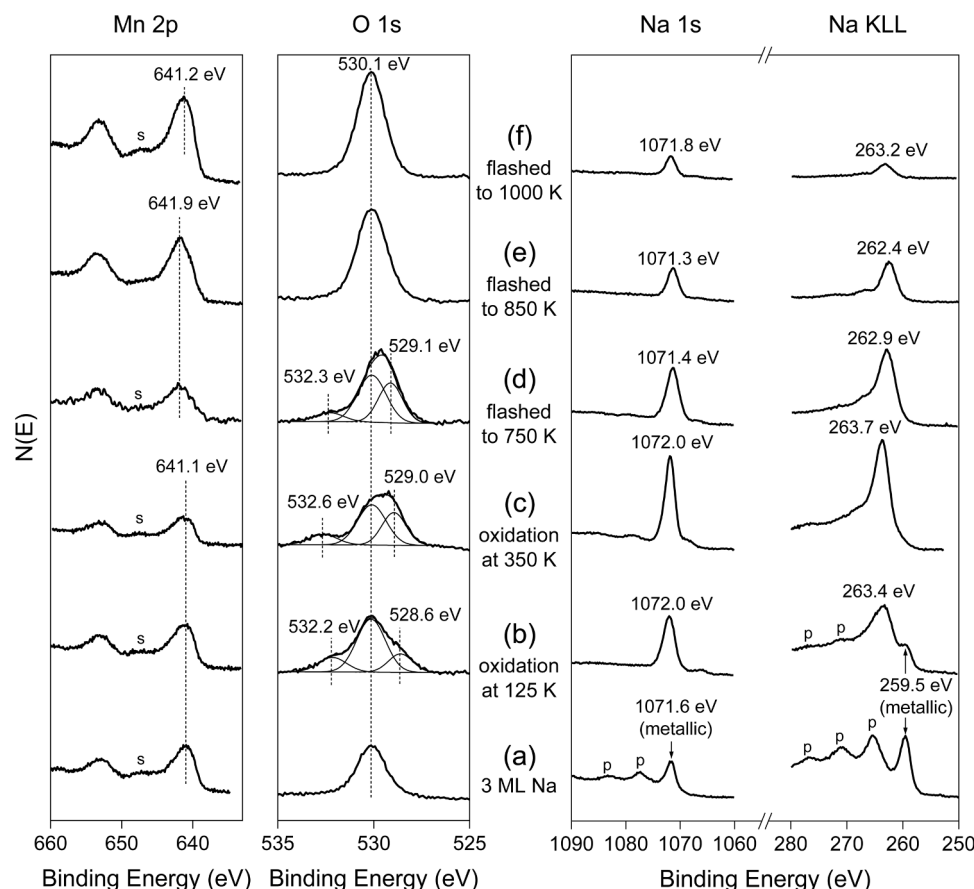 Mn 2p
O 1s
Na 1s
Na KLL
N(E)
641.2 eV
s
530.1 eV
(f)
flashed
to 1000 K
1071.8 eV
263.2 eV
641.9 eV
(e)
flashed
to 850 K
1071.3 eV
262.4 eV
s
532.3 eV
529.1 eV
(d)
flashed
to 750 K
1071.4 eV
262.9 eV
641.1 eV
s
532.6 eV
529.0 eV
(c)
oxidation
at 350 K
1072.0 eV
263.7 eV
s
532.2 eV
528.6 eV
(b)
oxidation
at 125 K
1072.0 eV
263.4 eV
p p
s
(a)
3 ML Na
1071.6 eV
(metallic)
p p
259.5 eV
(metallic)
p p p
660 650 640
535 530 525
1090 1080 1070 1060
280 270 260 250
Binding Energy (eV)
Binding Energy (eV)
Binding Energy (eV)
Binding Energy (eV)